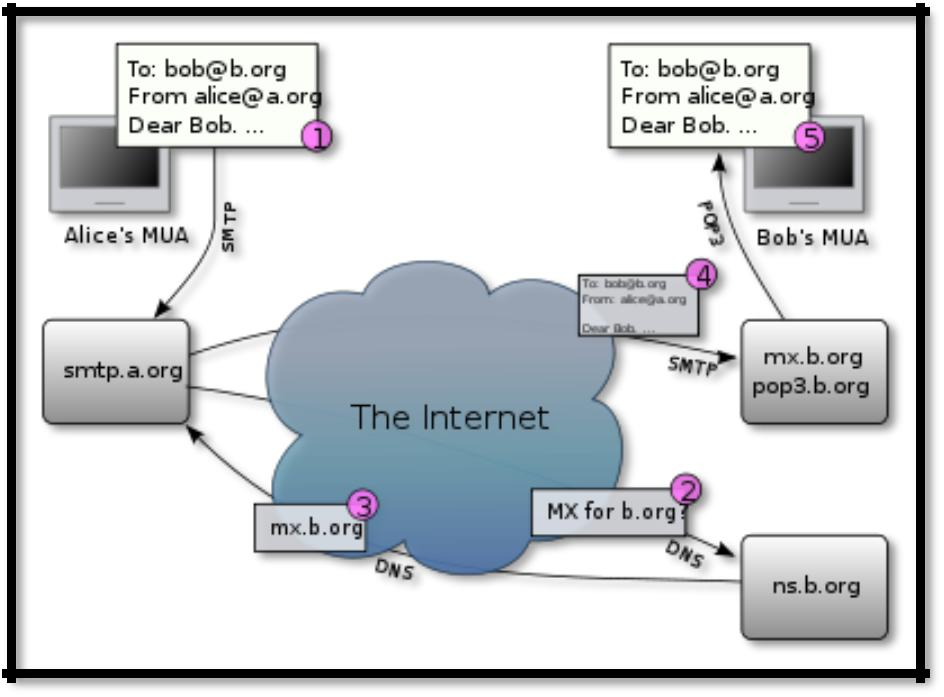 To: bob@b.org
From alice@a.org
Dear Bob. ...
1
Alice's MUA
SMTP
To: bob@b.org
From alice@a.org
Dear Bob. ...
5
Bob's MUA
POP3
smtp.a.org
The Internet
To: bob@b.org
From: alice@a.org
Dear Bob. ...
4
SMTP
mx.b.org
pop3.b.org
mx.b.org
3
DNS
MX for b.org?
2
DNS
ns.b.org